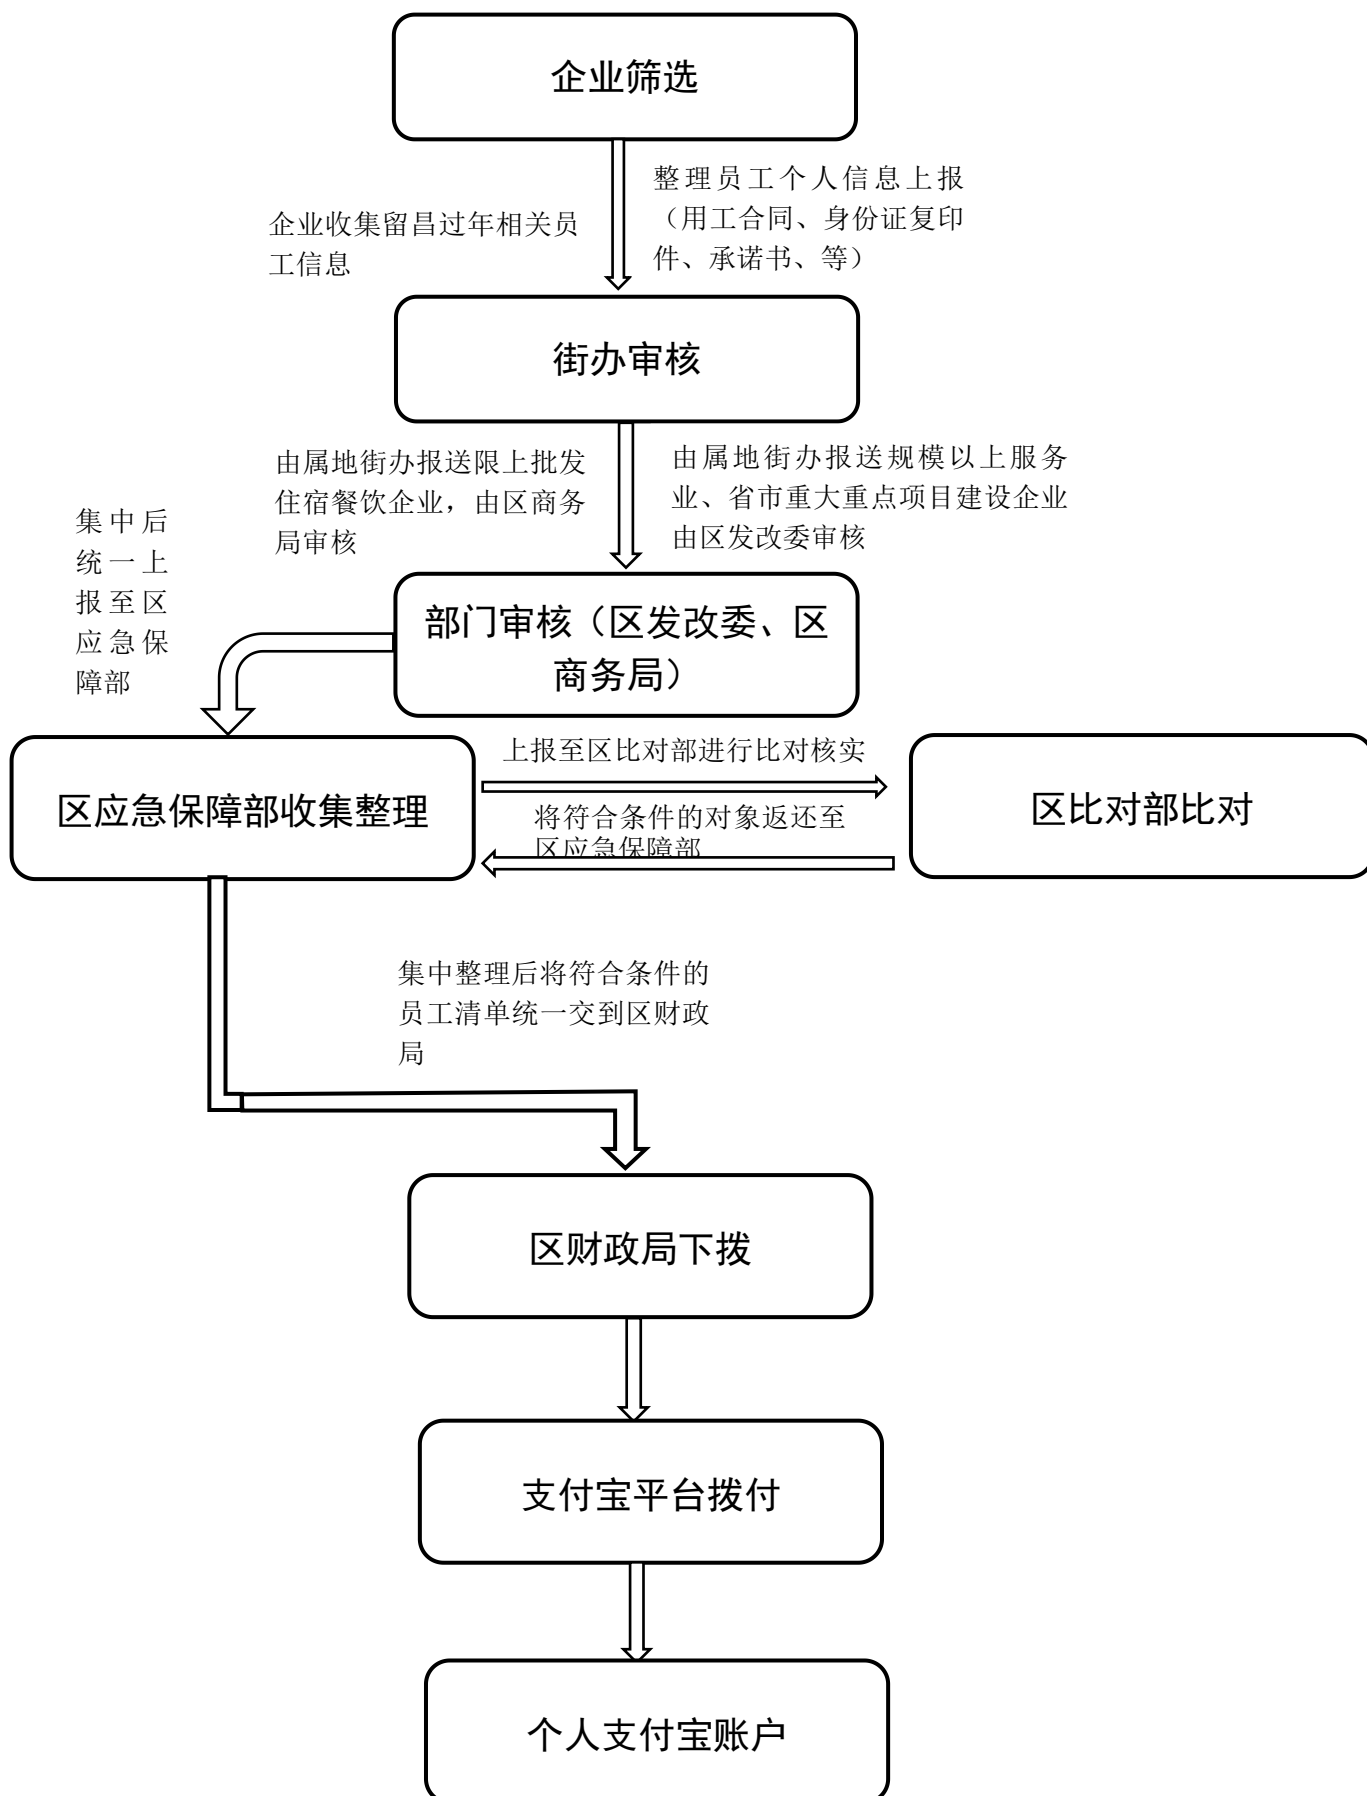 企业筛选
企业收集留昌过年相关员
工信息
整理员工个人信息上报
（用工合同、身份证复印
件、承诺书、等）
街办审核
由属地街办报送限上批发
住宿餐饮企业，由区商务
局审核
由属地街办报送规模以上服务
业、省市重大重点项目建设企业
由区发改委审核
集中后
统一上
报至区
应急保
障部
部门审核（区发改委、区
商务局）
区应急保障部收集整理
上报至区比对部进行比对核实
将符合条件的对象返还至
区应急保障部
区比对部比对
集中整理后将符合条件的
员工清单统一交到区财政
局
区财政局下拨
支付宝平台拨付
个人支付宝账户